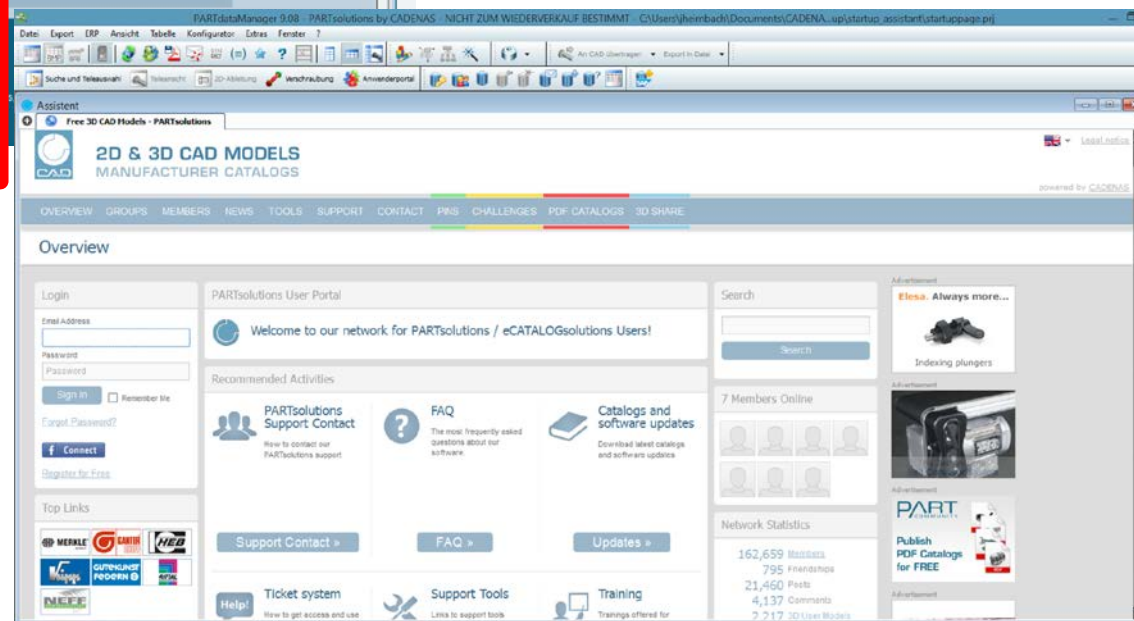 PARTdataManager 9.08 - PARTsolutions by CADENAS - NICHT ZUM WIEDERVERKAUF BESTIMMT - C:\Users\jheimbach\Documents\CADENA...up\startup_assistant\startuppage.prj
Datei Export ERP Ansicht Tabelle Konfigurator Extras Fenster ?
An CAD übertragen Export in Datei
Suche und Teileauswahl Teileansicht 2D-Ableitung Verschraubung Anwenderportal
Assistent
Free 3D CAD Models - PARTsolutions
CAD
2D & 3D CAD MODELS
MANUFACTURER CATALOGS
Legal notice
powered by CADENAS
OVERVIEW GROUPS MEMBERS NEWS TOOLS SUPPORT CONTACT PINS CHALLENGES PDF CATALOGS 3D SHARE
Overview
Login
Email Address
Password
Password
Sign In Remember Me
Forgot Password?
f Connect
Register for Free
Top Links
MERKLE GANTER HEB
GUTEKUNST FEDERN RITTAL
NEFF
PARTsolutions User Portal
Welcome to our network for PARTsolutions / eCATALOGsolutions Users!
Recommended Activities
PARTsolutions
Support Contact
How to contact our
PARTsolutions support
Support Contact »
FAQ
The most frequently asked
questions about our
software.
FAQ »
Catalogs and
software updates
Download latest catalogs
and software updates
Updates »
Help!
Ticket system
How to get access and use
Support Tools
Links to support tools
Training
Trainings offered for
Search
Search
7 Members Online
Network Statistics
162,659 Members
795 Friendships
21,460 Posts
4,137 Comments
2,217 3D User Models
Advertisement
Elesa. Always more...
Indexing plungers
Advertisement
Advertisement
PART
COMMUNITY
Publish
PDF Catalogs
for FREE
Advertisement